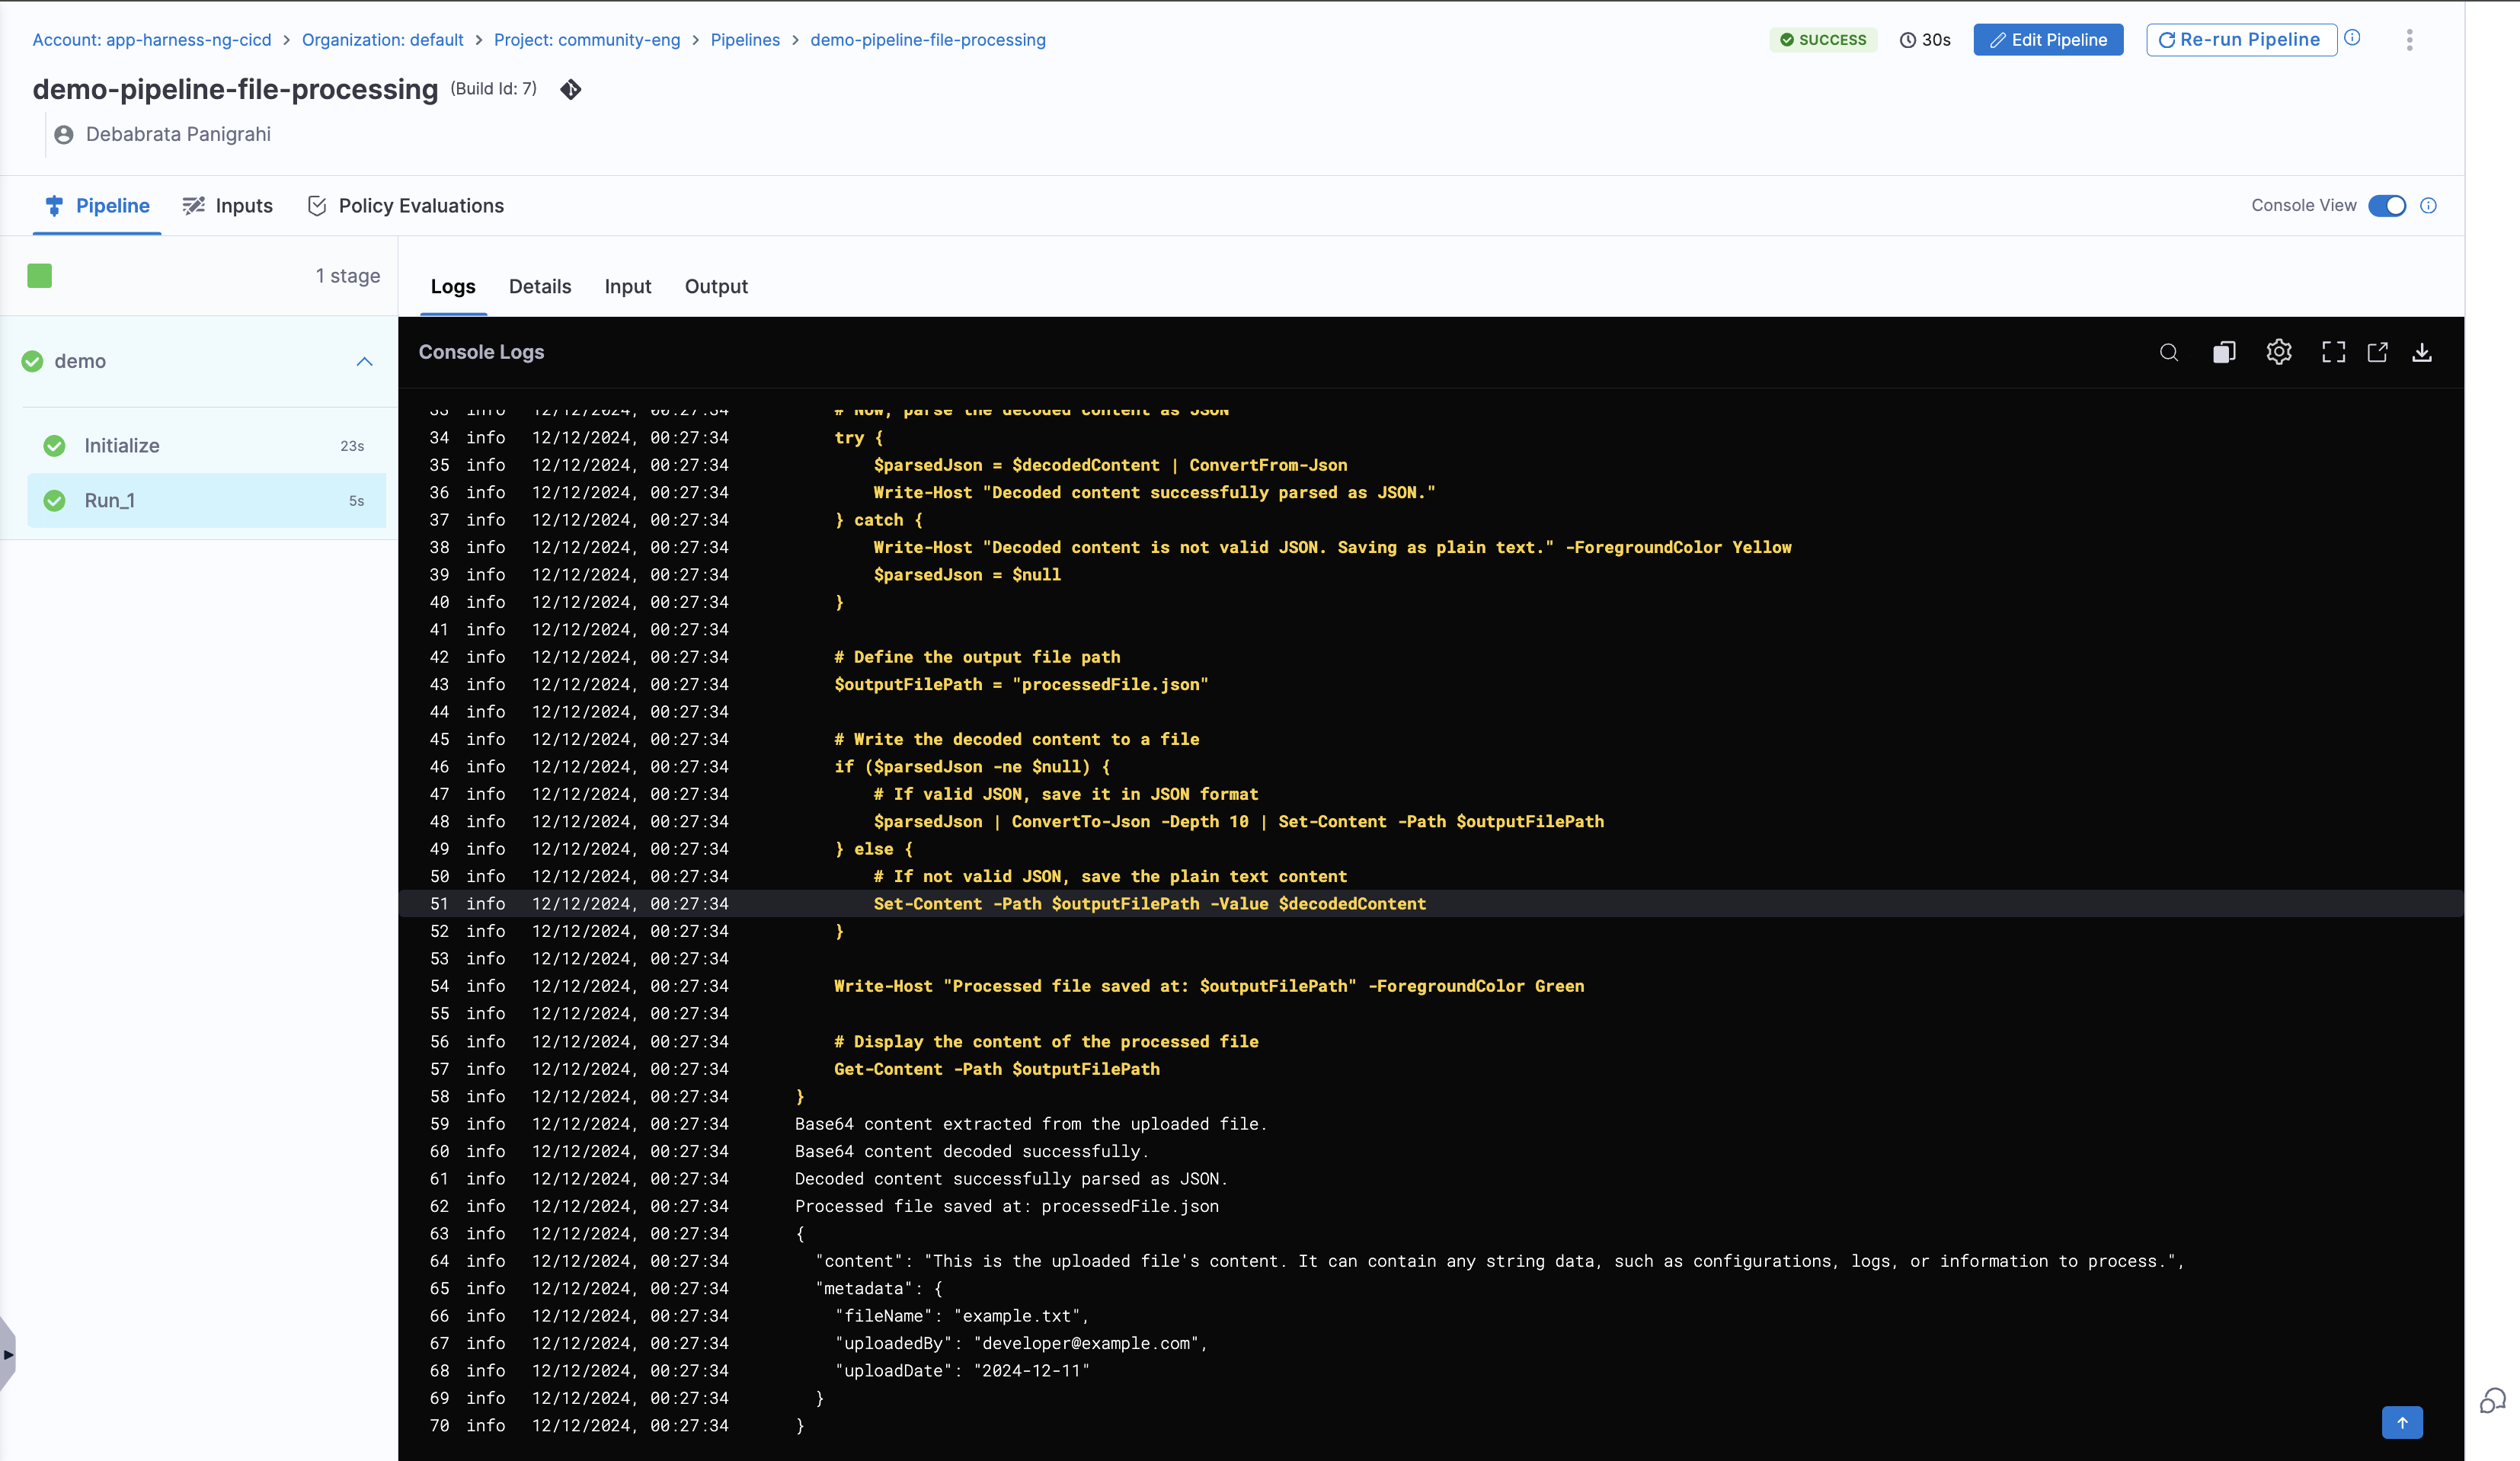 Account: app-harness-ng-cicd > Organization: default > Project: community-eng > Pipelines > demo-pipeline-file-processing
SUCCESS 30s Edit Pipeline Re-run Pipeline
demo-pipeline-file-processing (Build Id: 7)
Debabrata Panigrahi
Pipeline Inputs Policy Evaluations Console View
1 stage
demo
Initialize 23s
Run_1 5s
Logs Details Input Output
Console Logs
33 info 12/12/2024, 00:27:34 # Now, parse the decoded content as JSON
34 info 12/12/2024, 00:27:34 try {
35 info 12/12/2024, 00:27:34 $parsedJson = $decodedContent | ConvertFrom-Json
36 info 12/12/2024, 00:27:34 Write-Host "Decoded content successfully parsed as JSON."
37 info 12/12/2024, 00:27:34 } catch {
38 info 12/12/2024, 00:27:34 Write-Host "Decoded content is not valid JSON. Saving as plain text." -ForegroundColor Yellow
39 info 12/12/2024, 00:27:34 $parsedJson = $null
40 info 12/12/2024, 00:27:34 }
41 info 12/12/2024, 00:27:34
42 info 12/12/2024, 00:27:34 # Define the output file path
43 info 12/12/2024, 00:27:34 $outputFilePath = "processedFile.json"
44 info 12/12/2024, 00:27:34
45 info 12/12/2024, 00:27:34 # Write the decoded content to a file
46 info 12/12/2024, 00:27:34 if ($parsedJson -ne $null) {
47 info 12/12/2024, 00:27:34 # If valid JSON, save it in JSON format
48 info 12/12/2024, 00:27:34 $parsedJson | ConvertTo-Json -Depth 10 | Set-Content -Path $outputFilePath
49 info 12/12/2024, 00:27:34 } else {
50 info 12/12/2024, 00:27:34 # If not valid JSON, save the plain text content
51 info 12/12/2024, 00:27:34 Set-Content -Path $outputFilePath -Value $decodedContent
52 info 12/12/2024, 00:27:34 }
53 info 12/12/2024, 00:27:34
54 info 12/12/2024, 00:27:34 Write-Host "Processed file saved at: $outputFilePath" -ForegroundColor Green
55 info 12/12/2024, 00:27:34
56 info 12/12/2024, 00:27:34 # Display the content of the processed file
57 info 12/12/2024, 00:27:34 Get-Content -Path $outputFilePath
58 info 12/12/2024, 00:27:34 }
59 info 12/12/2024, 00:27:34 Base64 content extracted from the uploaded file.
60 info 12/12/2024, 00:27:34 Base64 content decoded successfully.
61 info 12/12/2024, 00:27:34 Decoded content successfully parsed as JSON.
62 info 12/12/2024, 00:27:34 Processed file saved at: processedFile.json
63 info 12/12/2024, 00:27:34 {
64 info 12/12/2024, 00:27:34 "content": "This is the uploaded file's content. It can contain any string data, such as configurations, logs, or information to process.",
65 info 12/12/2024, 00:27:34 "metadata": {
66 info 12/12/2024, 00:27:34 "fileName": "example.txt",
67 info 12/12/2024, 00:27:34 "uploadedBy": "developer@example.com",
68 info 12/12/2024, 00:27:34 "uploadDate": "2024-12-11"
69 info 12/12/2024, 00:27:34 }
70 info 12/12/2024, 00:27:34 }